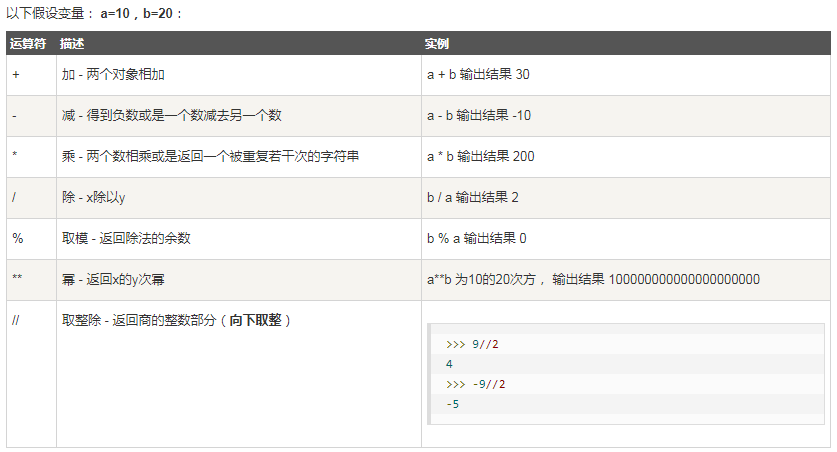 以下假设变量： a=10，b=20：
运算符 描述 实例
+ 加 - 两个对象相加 a + b 输出结果 30
- 减 - 得到负数或是一个数减去另一个数 a - b 输出结果 -10
* 乘 - 两个数相乘或是返回一个被重复若干次的字符串 a * b 输出结果 200
/ 除 - x除以y b / a 输出结果 2
% 取模 - 返回除法的余数 b % a 输出结果 0
** 幂 - 返回x的y次幂 a**b 为10的20次方， 输出结果 100000000000000000000
// 取整除 - 返回商的整数部分（向下取整）
>>> 9//2
4
>>> -9//2
-5